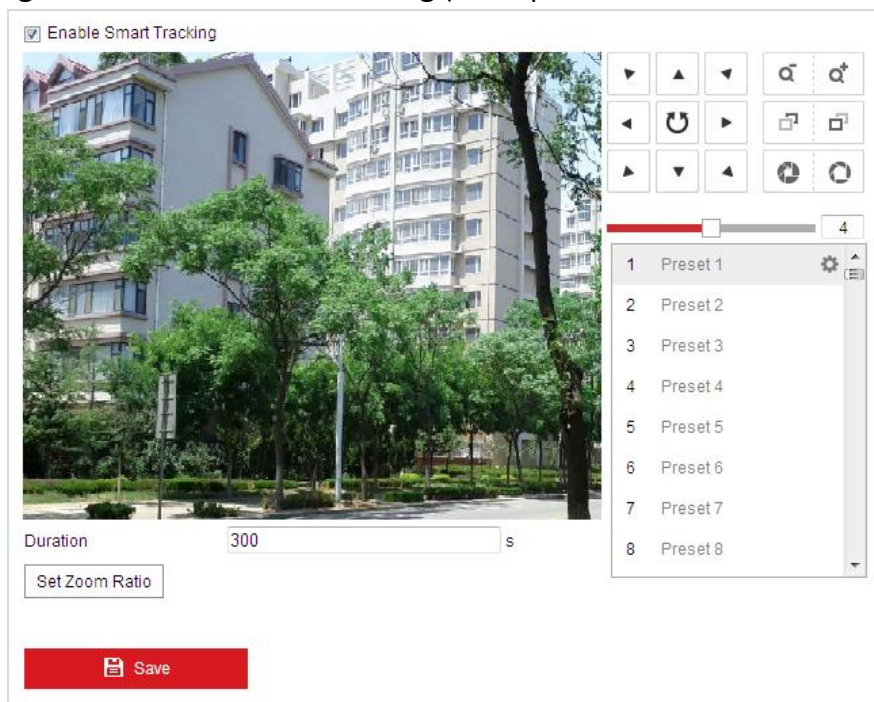 Enable Smart Tracking
4
1 Preset 1
2 Preset 2
3 Preset 3
4 Preset 4
5 Preset 5
6 Preset 6
7 Preset 7
8 Preset 8
Duration 300 s
Set Zoom Ratio
Save